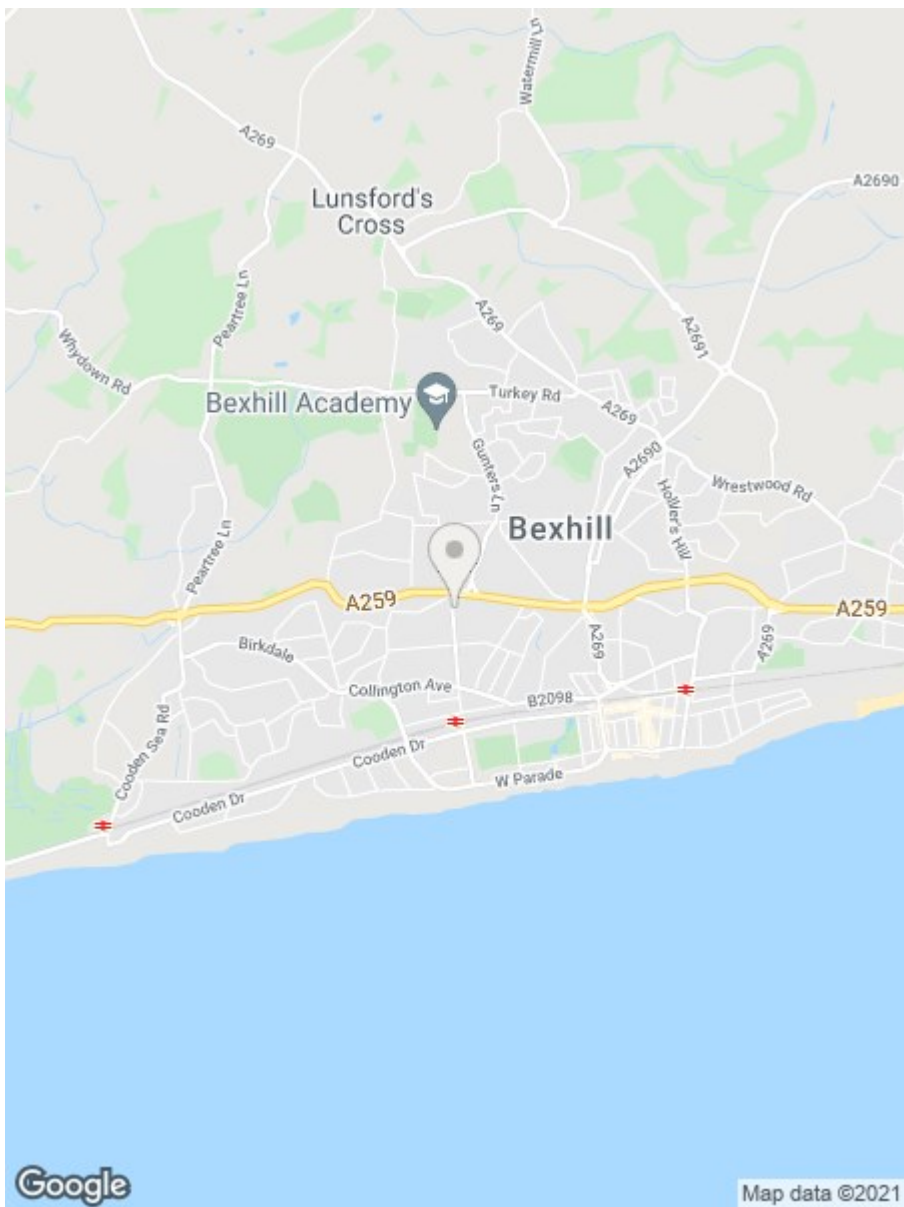 Watermill Ln
A269
A2690
Lunsford's
Cross
Peartree Ln
A269
A2691
Whydown Rd
Bexhill Academy
Turkey Rd
A269
Gunters Ln
A2690
Wrestwood Rd
Holliers Hill
Bexhill
Peartree Ln
A259
A259
Birkdale
A269
A269
Collington Ave
B2098
Cooden Sea Rd
Cooden Dr
W Parade
Cooden Dr
Google
Map data ©2021